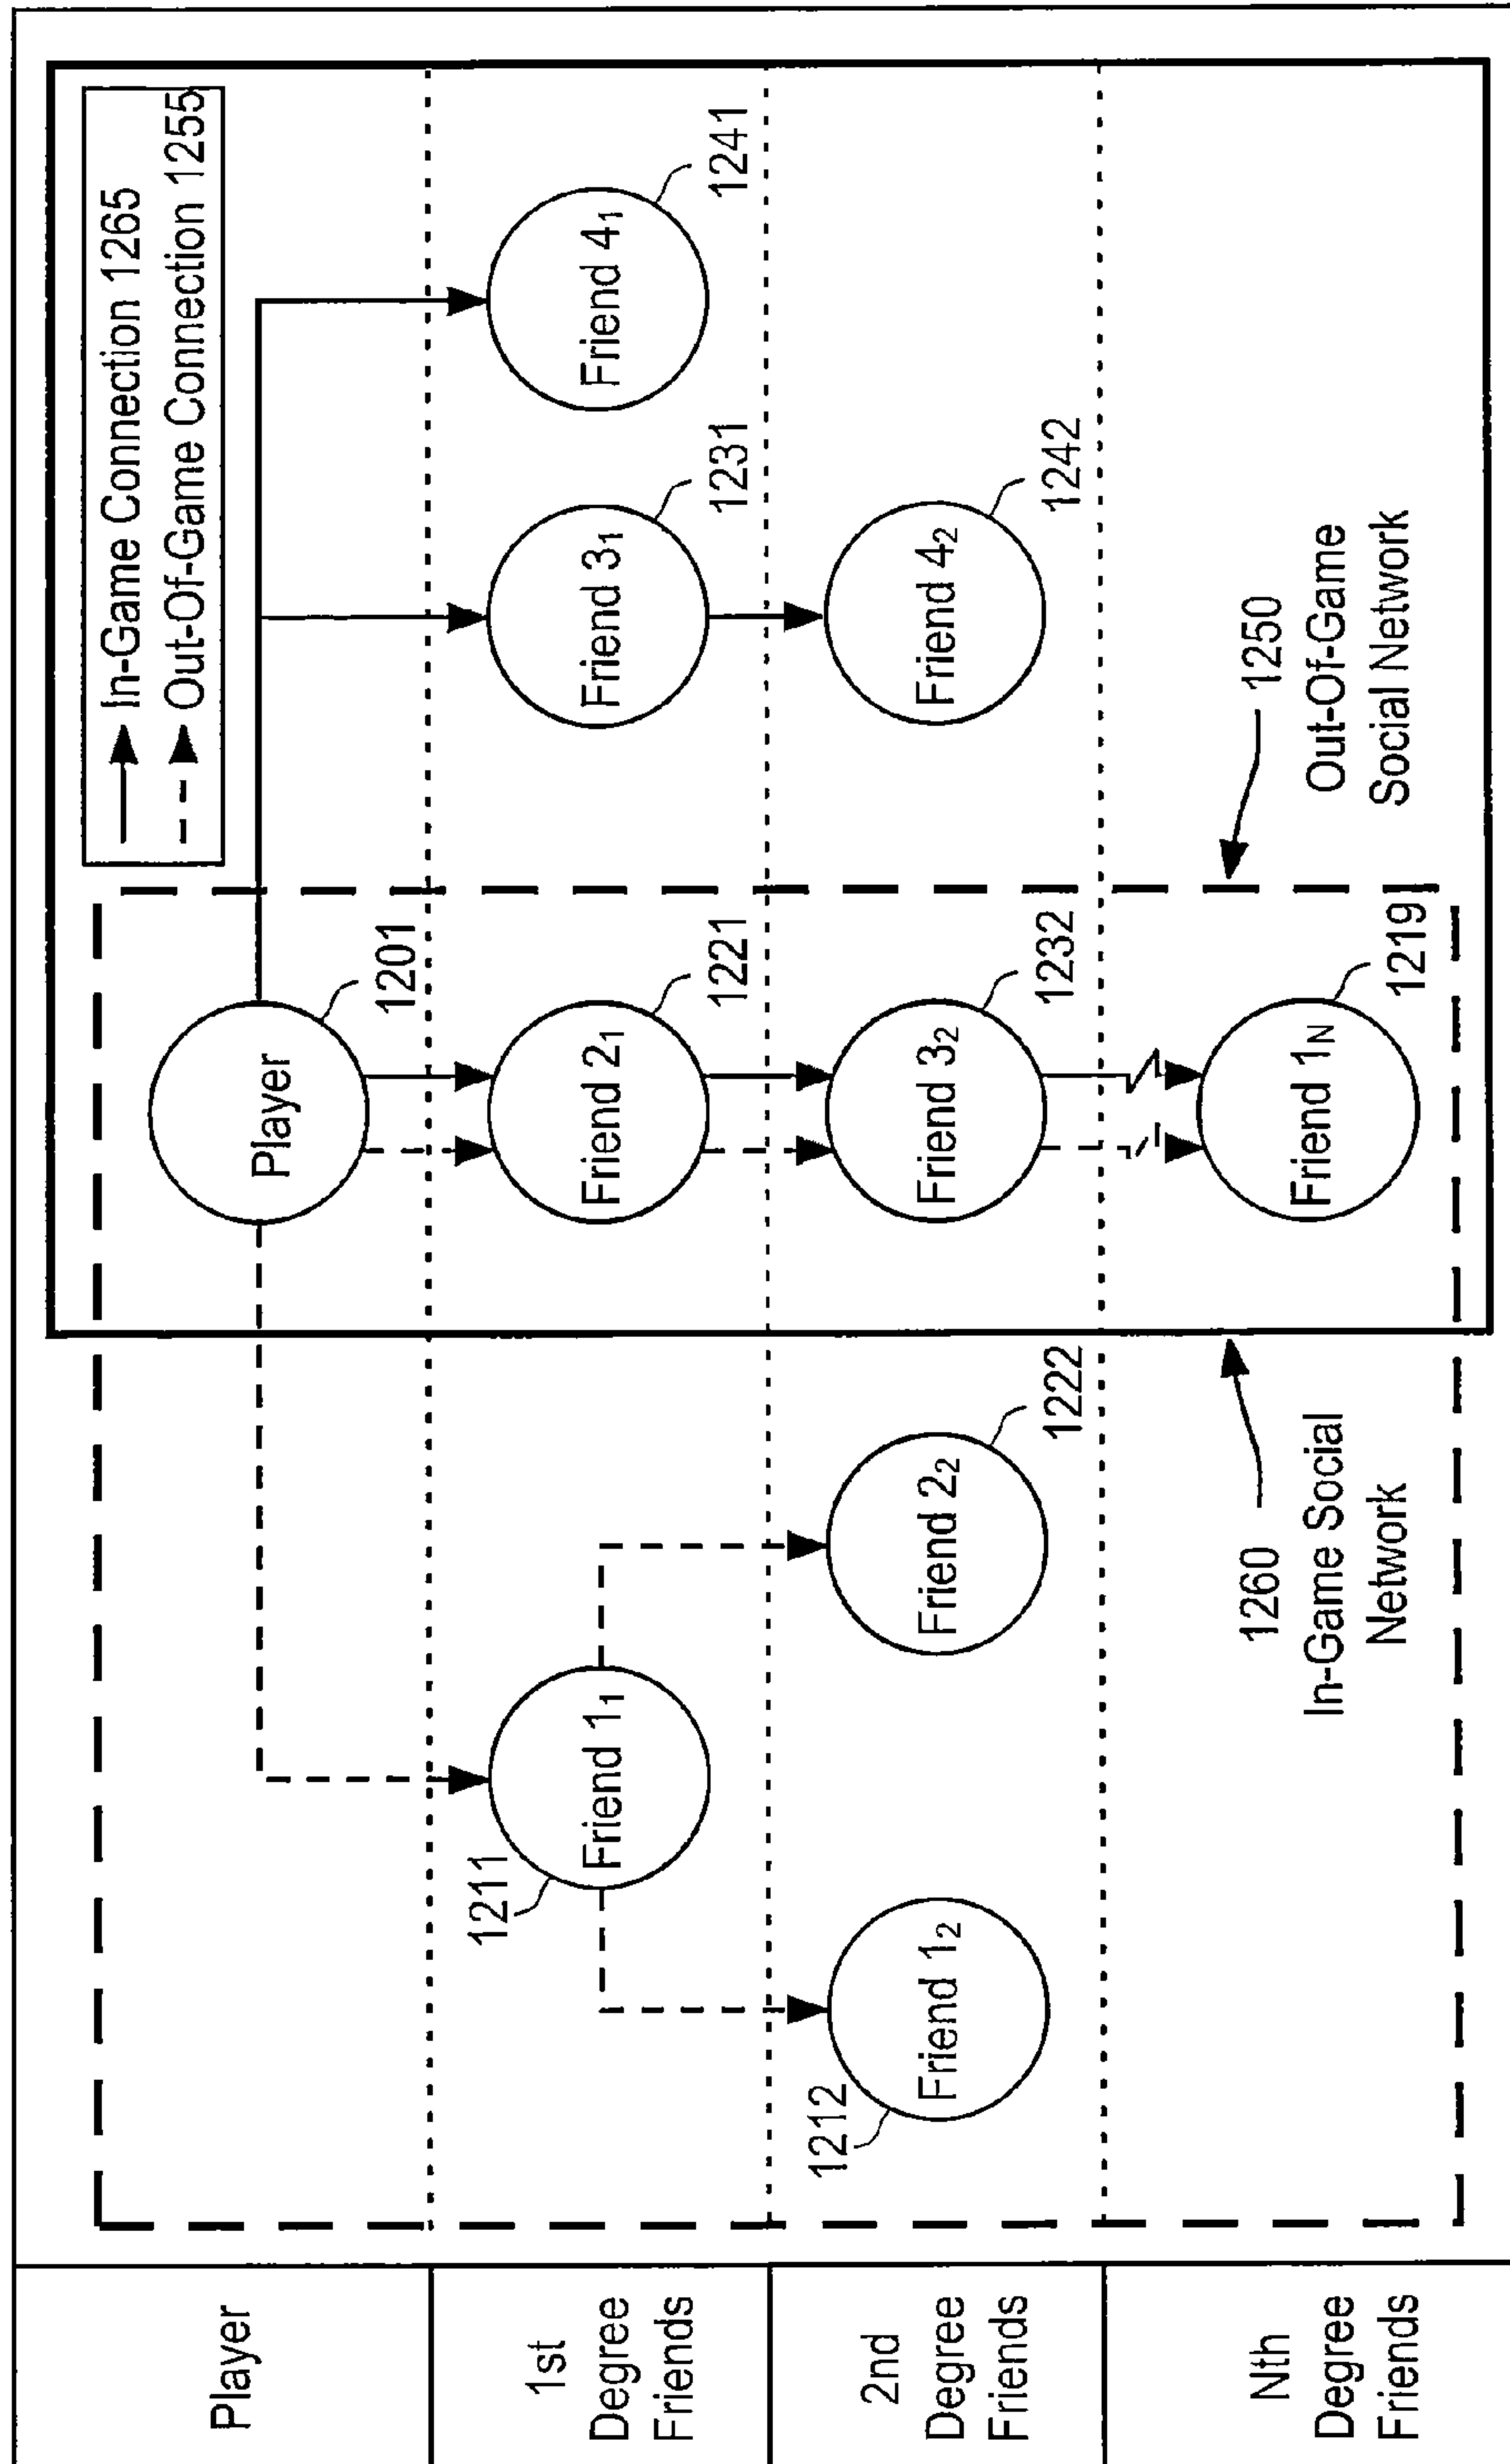 Player
1st
Degree
Friends
2nd
Degree
Friends
Nth
Degree
Friends
In-Game Connection 1265
Out-Of-Game Connection 1255
Player
1201
1211
Friend 1₁
Friend 2₁
1221
Friend 3₁
1231
Friend 4₁
1241
1212
Friend 1₂
Friend 2₂
1222
Friend 3₂
1232
Friend 4₂
1242
1260
In-Game Social
Network
Friend 1N
1219
1250
Out-Of-Game
Social Network